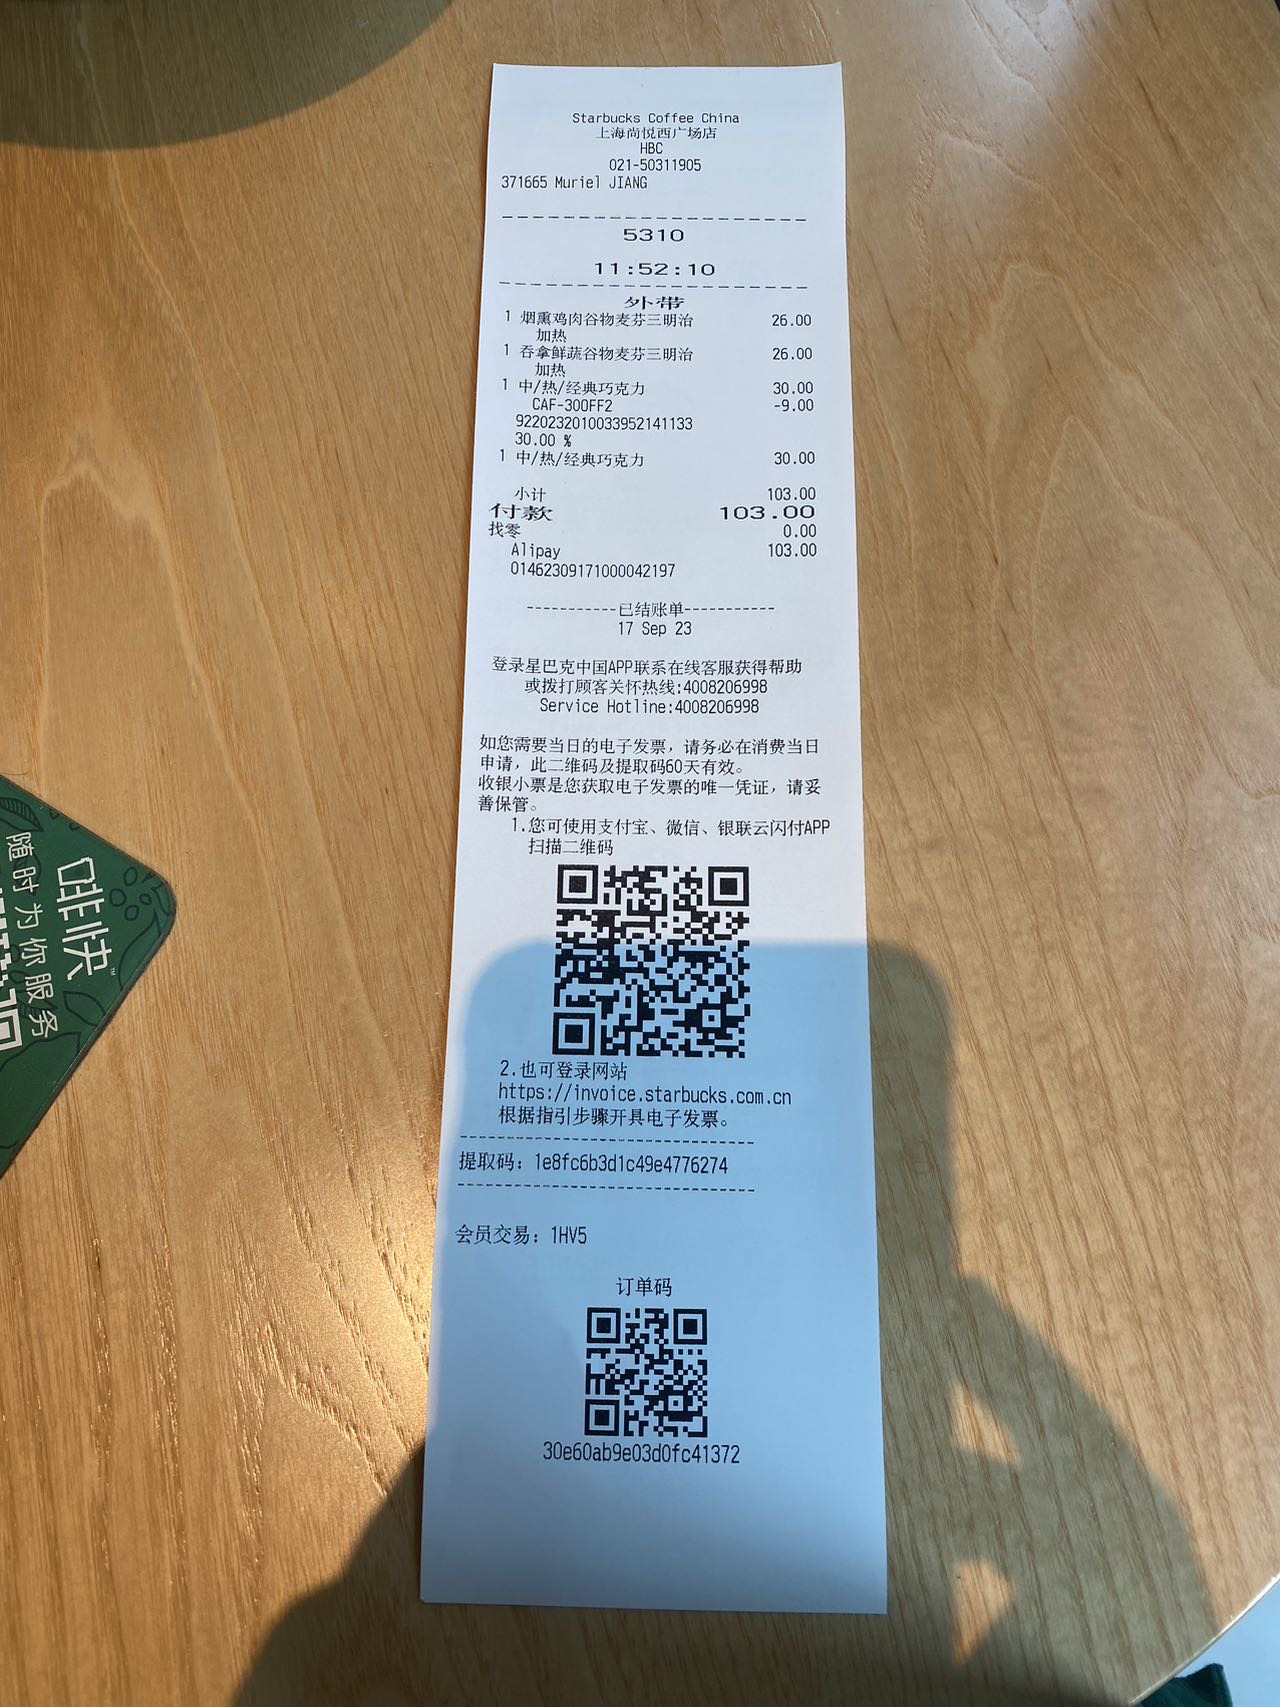 Starbucks Coffee China
上海尚悦西广场店
HBC
021-50311905
371665 Muriel JIANG
5310
11:52:10
外带
1 烟熏鸡肉谷物麦芬三明治 26.00
加热
1 吞拿鲜蔬谷物麦芬三明治 26.00
加热
1 中/热/经典巧克力 30.00
CAF-300FF2 -9.00
9220232010033952141133
30.00 %
1 中/热/经典巧克力 30.00
小计 103.00
付款 103.00
找零 0.00
Alipay 103.00
01462309171000042197
-----------已结账单-----------
17 Sep 23
登录星巴克中国APP联系在线客服获得帮助
或拨打顾客关怀热线:4008206998
Service Hotline:4008206998
如您需要当日的电子发票，请务必在消费当日
申请，此二维码及提取码60天有效。
收银小票是您获取电子发票的唯一凭证，请妥
善保管。
1.您可使用支付宝、微信、银联云闪付APP
扫描二维码
2.也可登录网站
https://invoice.starbucks.com.cn
根据指引步骤开具电子发票。
提取码：1e8fc6b3d1c49e4776274
会员交易：1HV5
订单码
30e60ab9e03d0fc41372
啡快™
随时为你服务